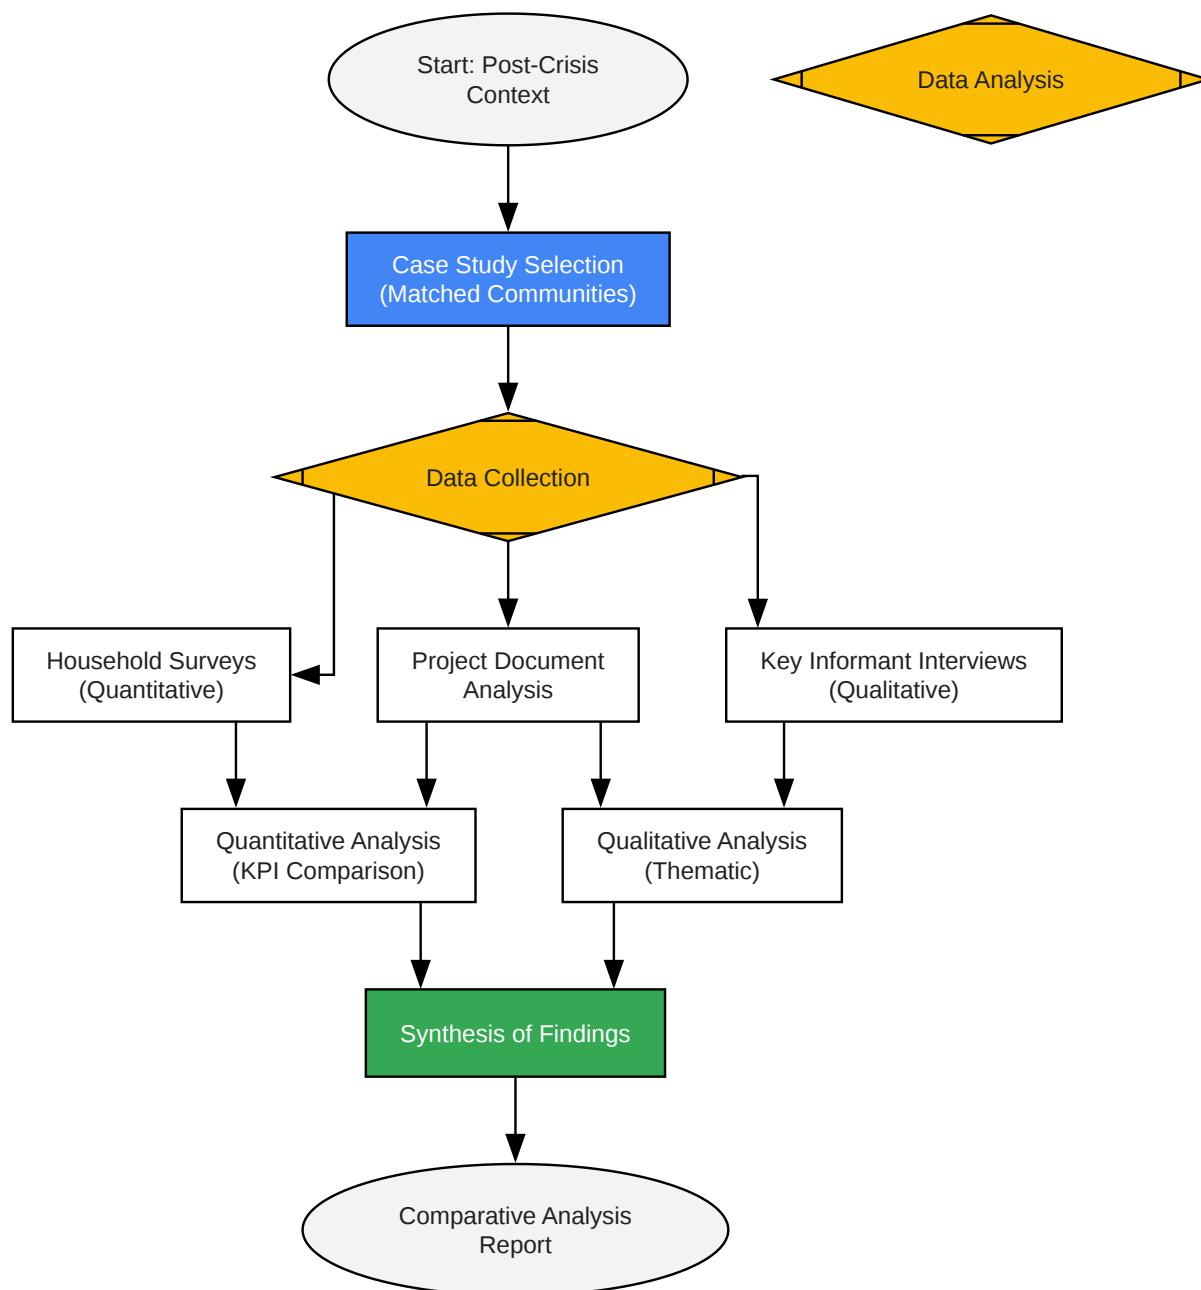 Start: Post-Crisis
Context
Data Analysis
Case Study Selection
(Matched Communities)
Data Collection
Household Surveys
(Quantitative)
Project Document
Analysis
Key Informant Interviews
(Qualitative)
Quantitative Analysis
(KPI Comparison)
Qualitative Analysis
(Thematic)
Synthesis of Findings
Comparative Analysis
Report